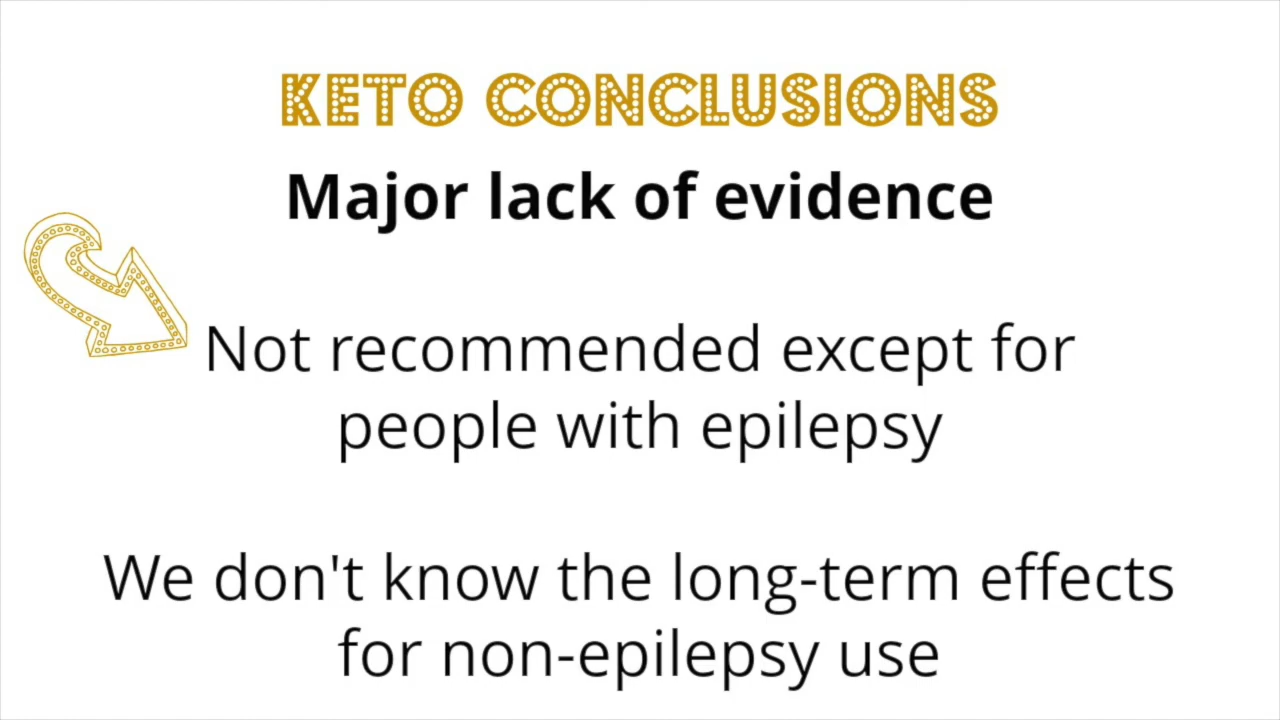 KETO CONCLUSIONS
Major lack of evidence
Not recommended except for
people with epilepsy
We don't know the long-term effects
for non-epilepsy use